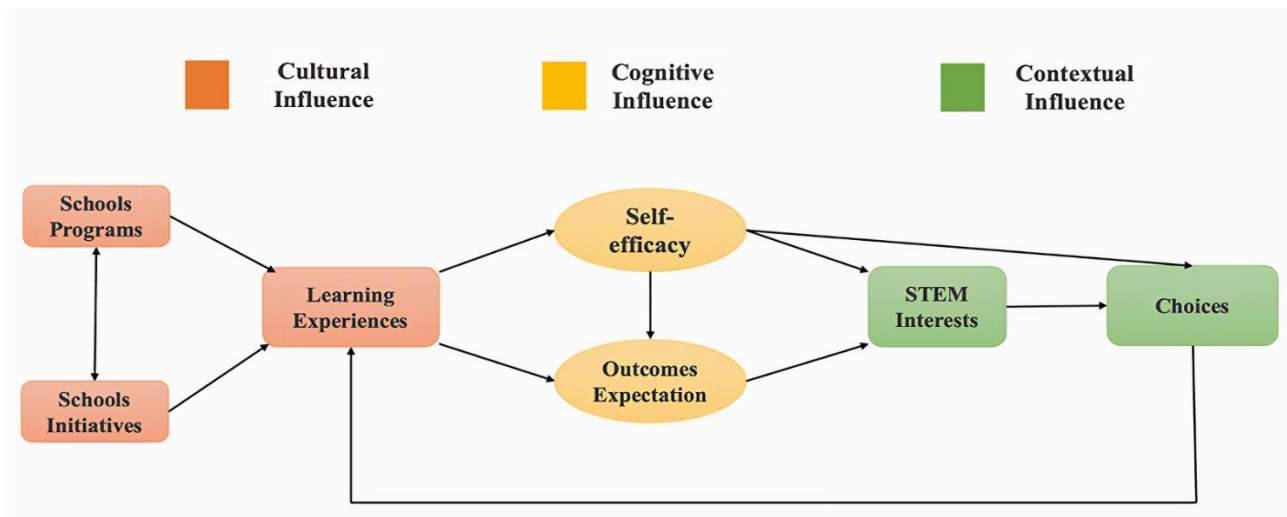 Cultural
Influence
Cognitive
Influence
Contextual
Influence
Schools
Programs
Schools
Initiatives
Learning
Experiences
Self-
efficacy
Outcomes
Expectation
STEM
Interests
Choices